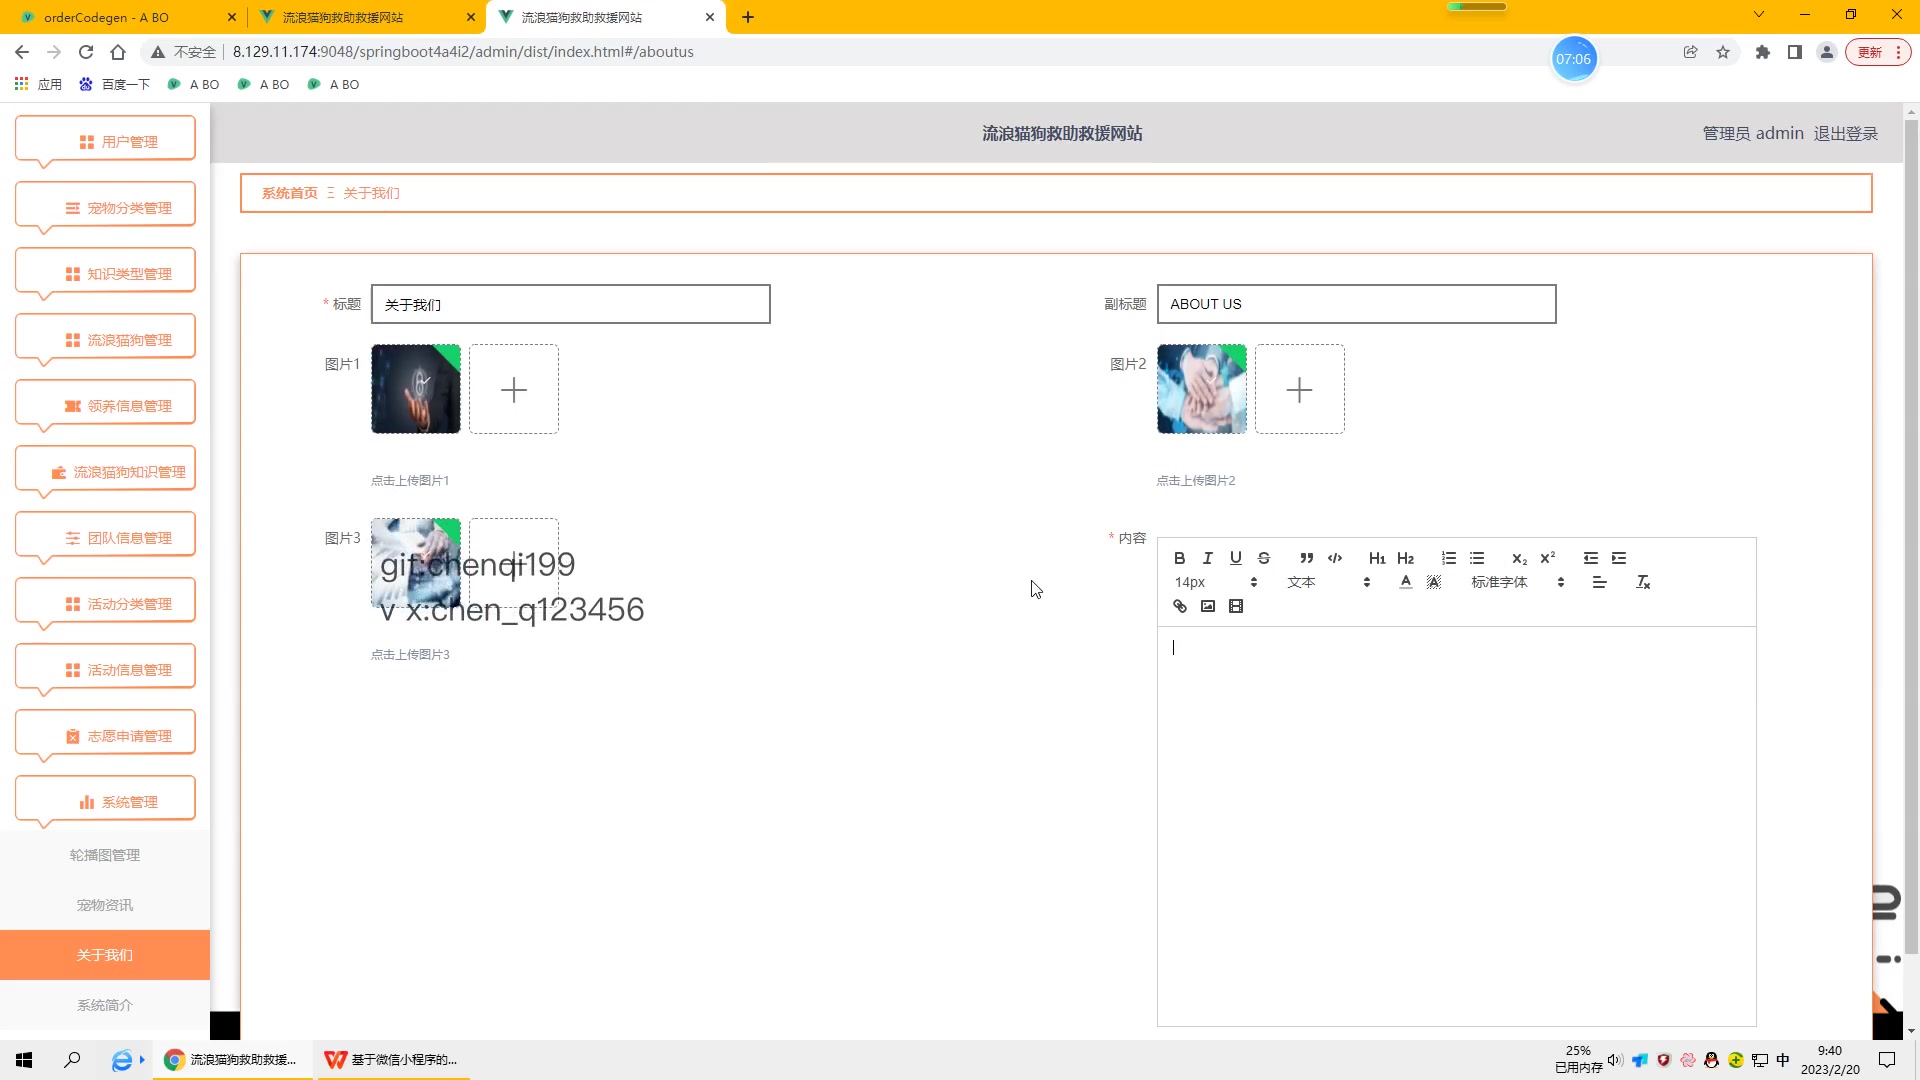 orderCodegen - A BO
流浪猫狗救助救援网站
流浪猫狗救助救援网站
不安全
8.129.11.174:9048/springboot4a4i2/admin/dist/index.html#/aboutus
07:06
更新
应用
百度一下
A BO
A BO
A BO
流浪猫狗救助救援网站
管理员 admin 退出登录
用户管理
宠物分类管理
知识类型管理
流浪猫狗管理
领养信息管理
流浪猫狗知识管理
团队信息管理
活动分类管理
活动信息管理
志愿申请管理
系统管理
轮播图管理
宠物资讯
关于我们
系统简介
系统首页 Ξ 关于我们
* 标题
关于我们
副标题
ABOUT US
图片1
点击上传图片1
图片2
点击上传图片2
图片3
git:chenqi199
v x:chen_q123456
点击上传图片3
* 内容
14px
文本
标准字体
流浪猫狗救助救援...
基于微信小程序的...
25%
已用内存
中
9:40
2023/2/20